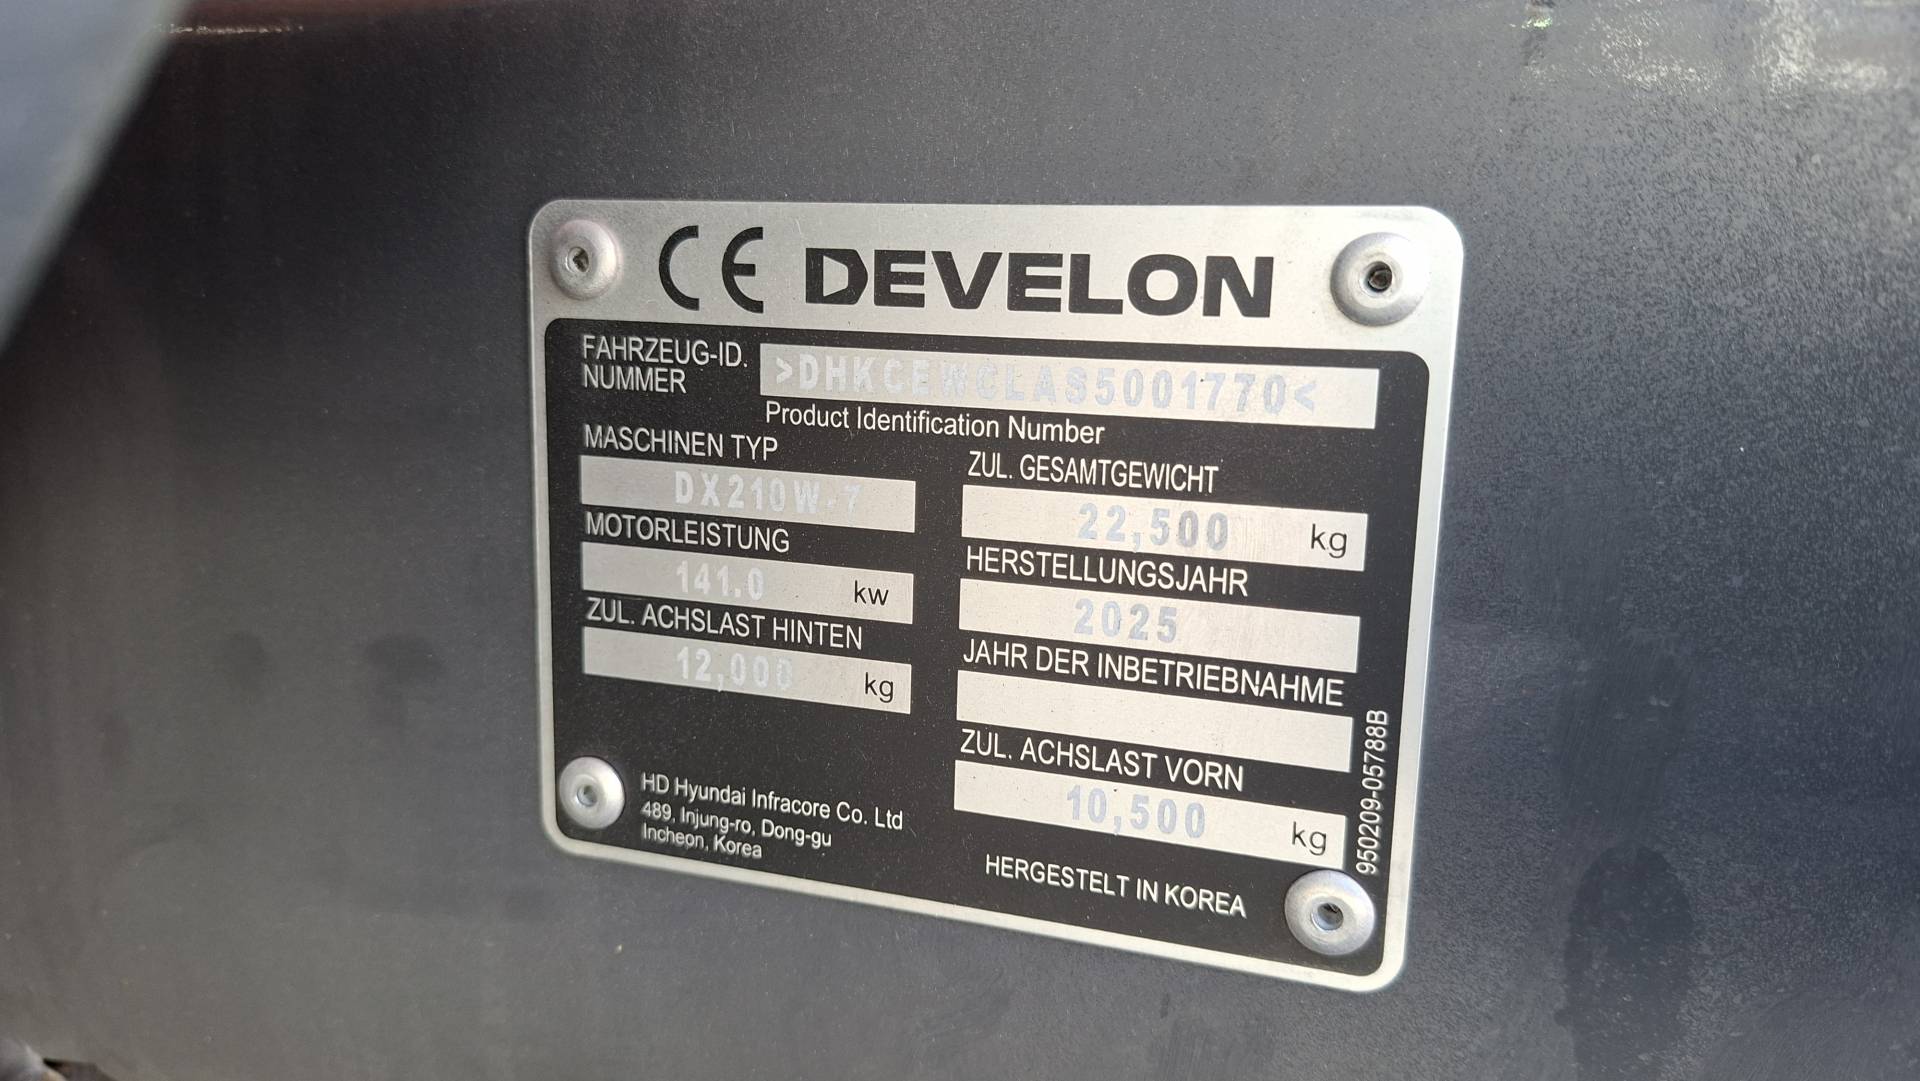 CE DEVELON
FAHRZEUG-ID.
NUMMER
>DHKCEWCLAS5001770<
Product Identification Number
MASCHINEN TYP
DX210W-7
ZUL. GESAMTGEWICHT
22,500 kg
MOTORLEISTUNG
141.0 kw
HERSTELLUNGSJAHR
2025
ZUL. ACHSLAST HINTEN
12,000 kg
JAHR DER INBETRIEBNAHME
ZUL. ACHSLAST VORN
10,500 kg
HD Hyundai Infracore Co. Ltd
489, Injung-ro, Dong-gu
Incheon, Korea
HERGESTELT IN KOREA
950209-05788B